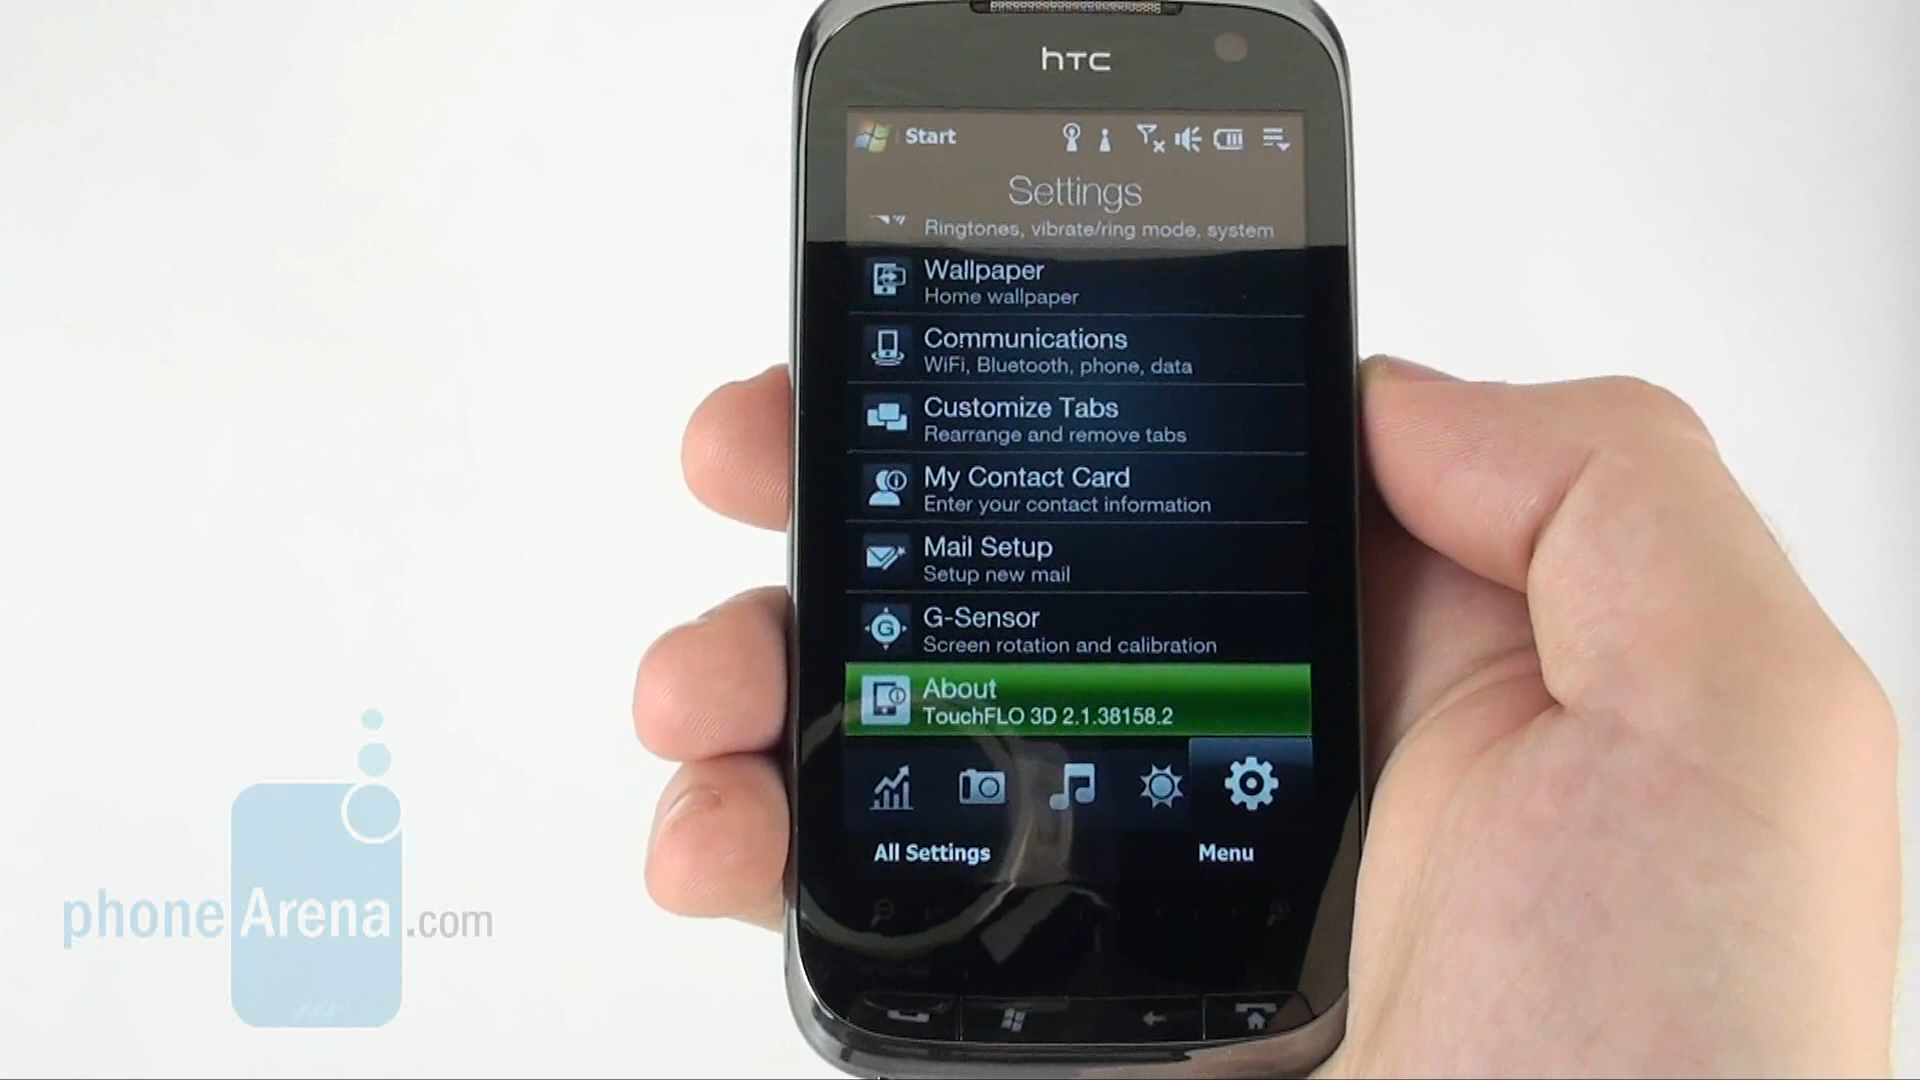 hTC
Start
Settings
Ringtones, vibrate/ring mode, system
Wallpaper
Home wallpaper
Communications
WiFi, Bluetooth, phone, data
Customize Tabs
Rearrange and remove tabs
My Contact Card
Enter your contact information
Mail Setup
Setup new mail
G-Sensor
Screen rotation and calibration
About
TouchFLO 3D 2.1.38158.2
All Settings Menu
phoneArena.com